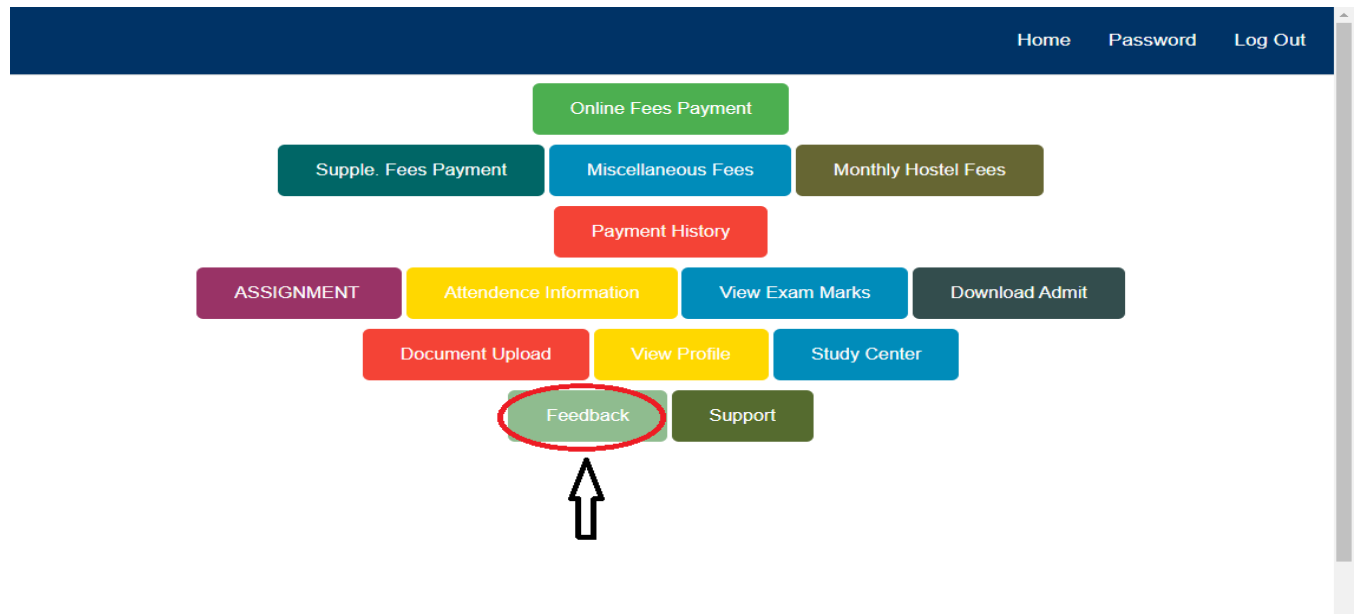 Home Password Log Out
Online Fees Payment
Supple. Fees Payment Miscellaneous Fees Monthly Hostel Fees
Payment History
ASSIGNMENT Attendence Information View Exam Marks Download Admit
Document Upload View Profile Study Center
Feedback Support